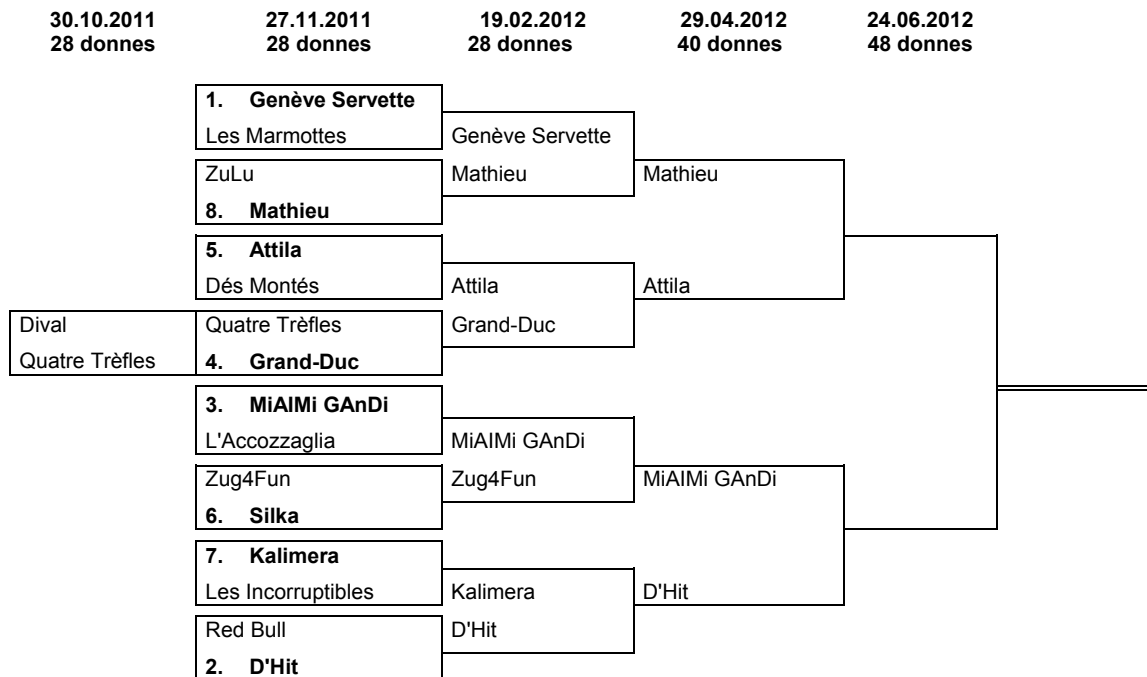 30.10.2011 27.11.2011 19.02.2012 29.04.2012 24.06.2012
28 donnes 28 donnes 28 donnes 40 donnes 48 donnes
1. Genève Servette
Les Marmottes Genève Servette
ZuLu Mathieu Mathieu
8. Mathieu
5. Attila
Dés Montés Attila Attila
Dival Quatre Trèfles Grand-Duc
Quatre Trèfles 4. Grand-Duc
3. MiAlMi GAnDi
L'Accozzaglia MiAlMi GAnDi
Zug4Fun Zug4Fun MiAlMi GAnDi
6. Silka
7. Kalimera
Les Incorruptibles Kalimera D'Hit
Red Bull D'Hit
2. D'Hit